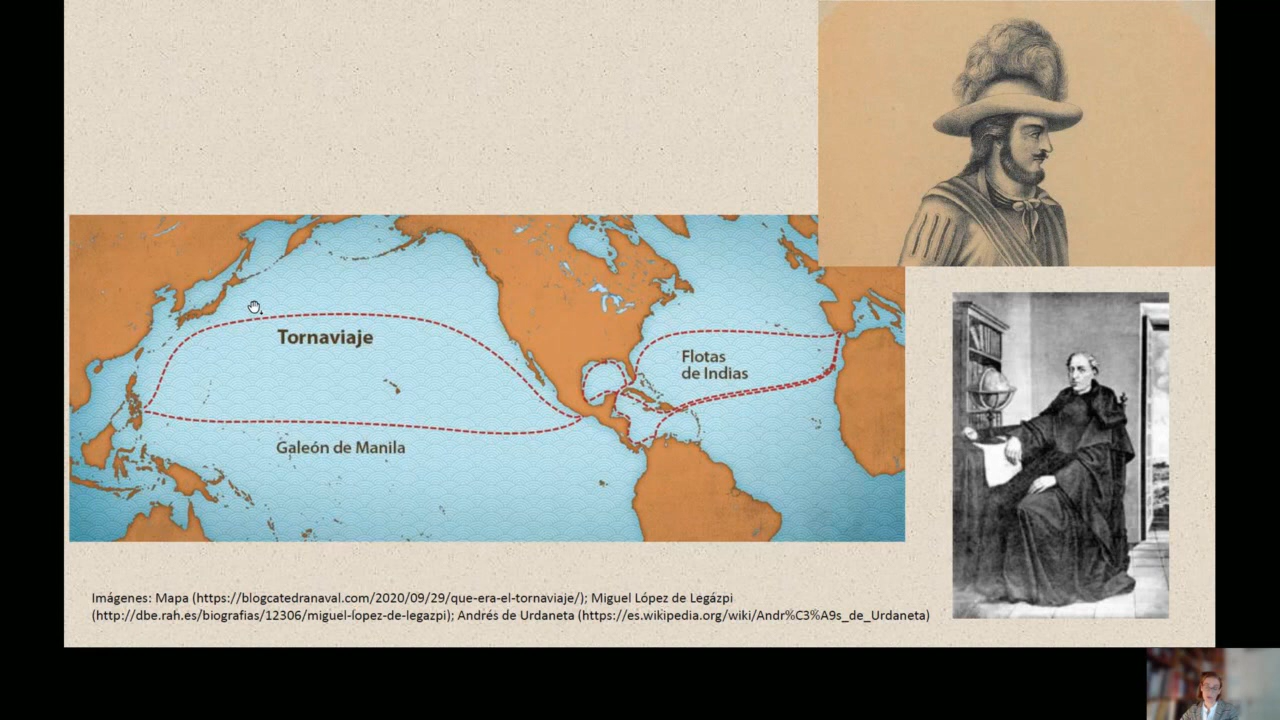 Tornaviaje
Flotas
de Indias
Galeón de Manila
Imágenes: Mapa (https://blogcatedranaval.com/2020/09/29/que-era-el-tornaviaje/); Miguel López de Legázpi
(http://dbe.rah.es/biografias/12306/miguel-lopez-de-legazpi); Andrés de Urdaneta (https://es.wikipedia.org/wiki/Andr%C3%A9s_de_Urdaneta)